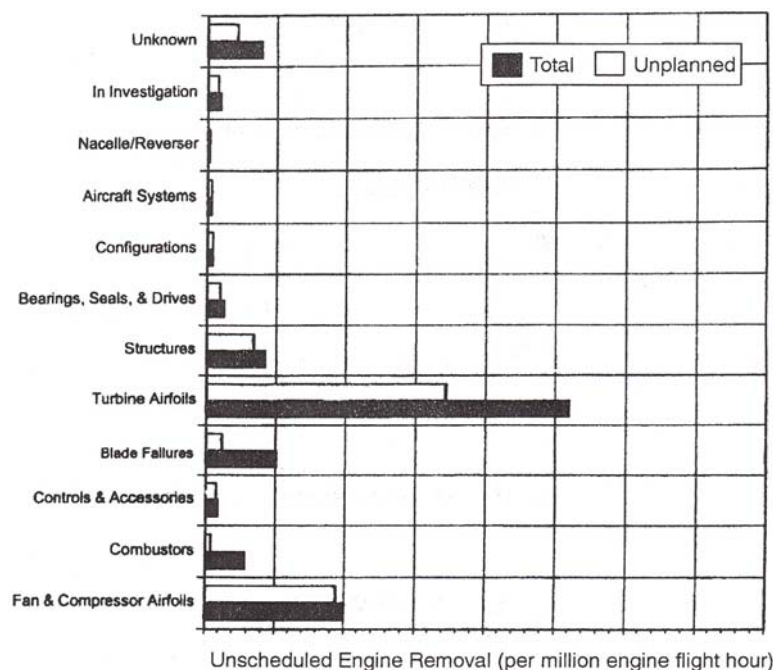 Unknown
Total Unplanned
In Investigation
Nacelle/Reverser
Aircraft Systems
Configurations
Bearings, Seals, & Drives
Structures
Turbine Airfoils
Blade Failures
Controls & Accessories
Combustors
Fan & Compressor Airfoils
Unscheduled Engine Removal (per million engine flight hour)